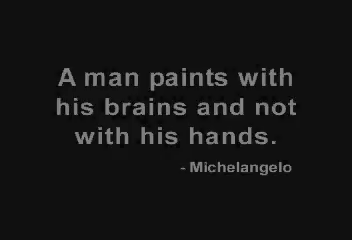 A man paints with
his brains and not
with his hands.
- Michelangelo